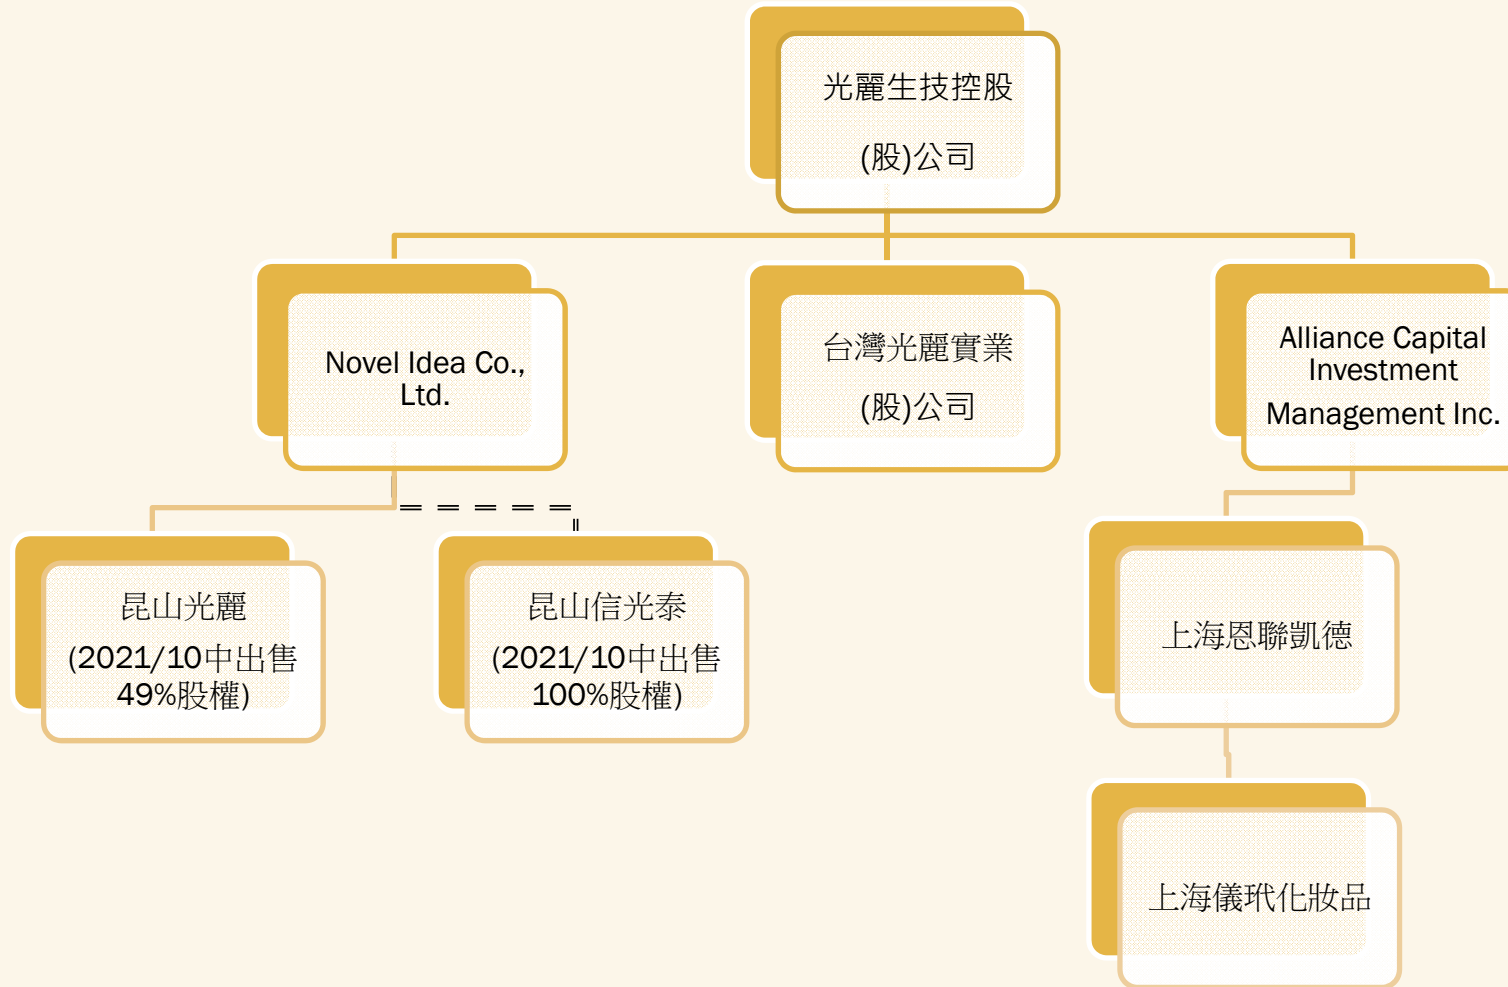 光麗生技控股
(股)公司
Novel Idea Co.,
Ltd.
台灣光麗實業
(股)公司
Alliance Capital
Investment
Management Inc.
昆山光麗
(2021/10中出售
49%股權)
昆山信光泰
(2021/10中出售
100%股權)
上海恩聯凱德
上海儀玳化妝品